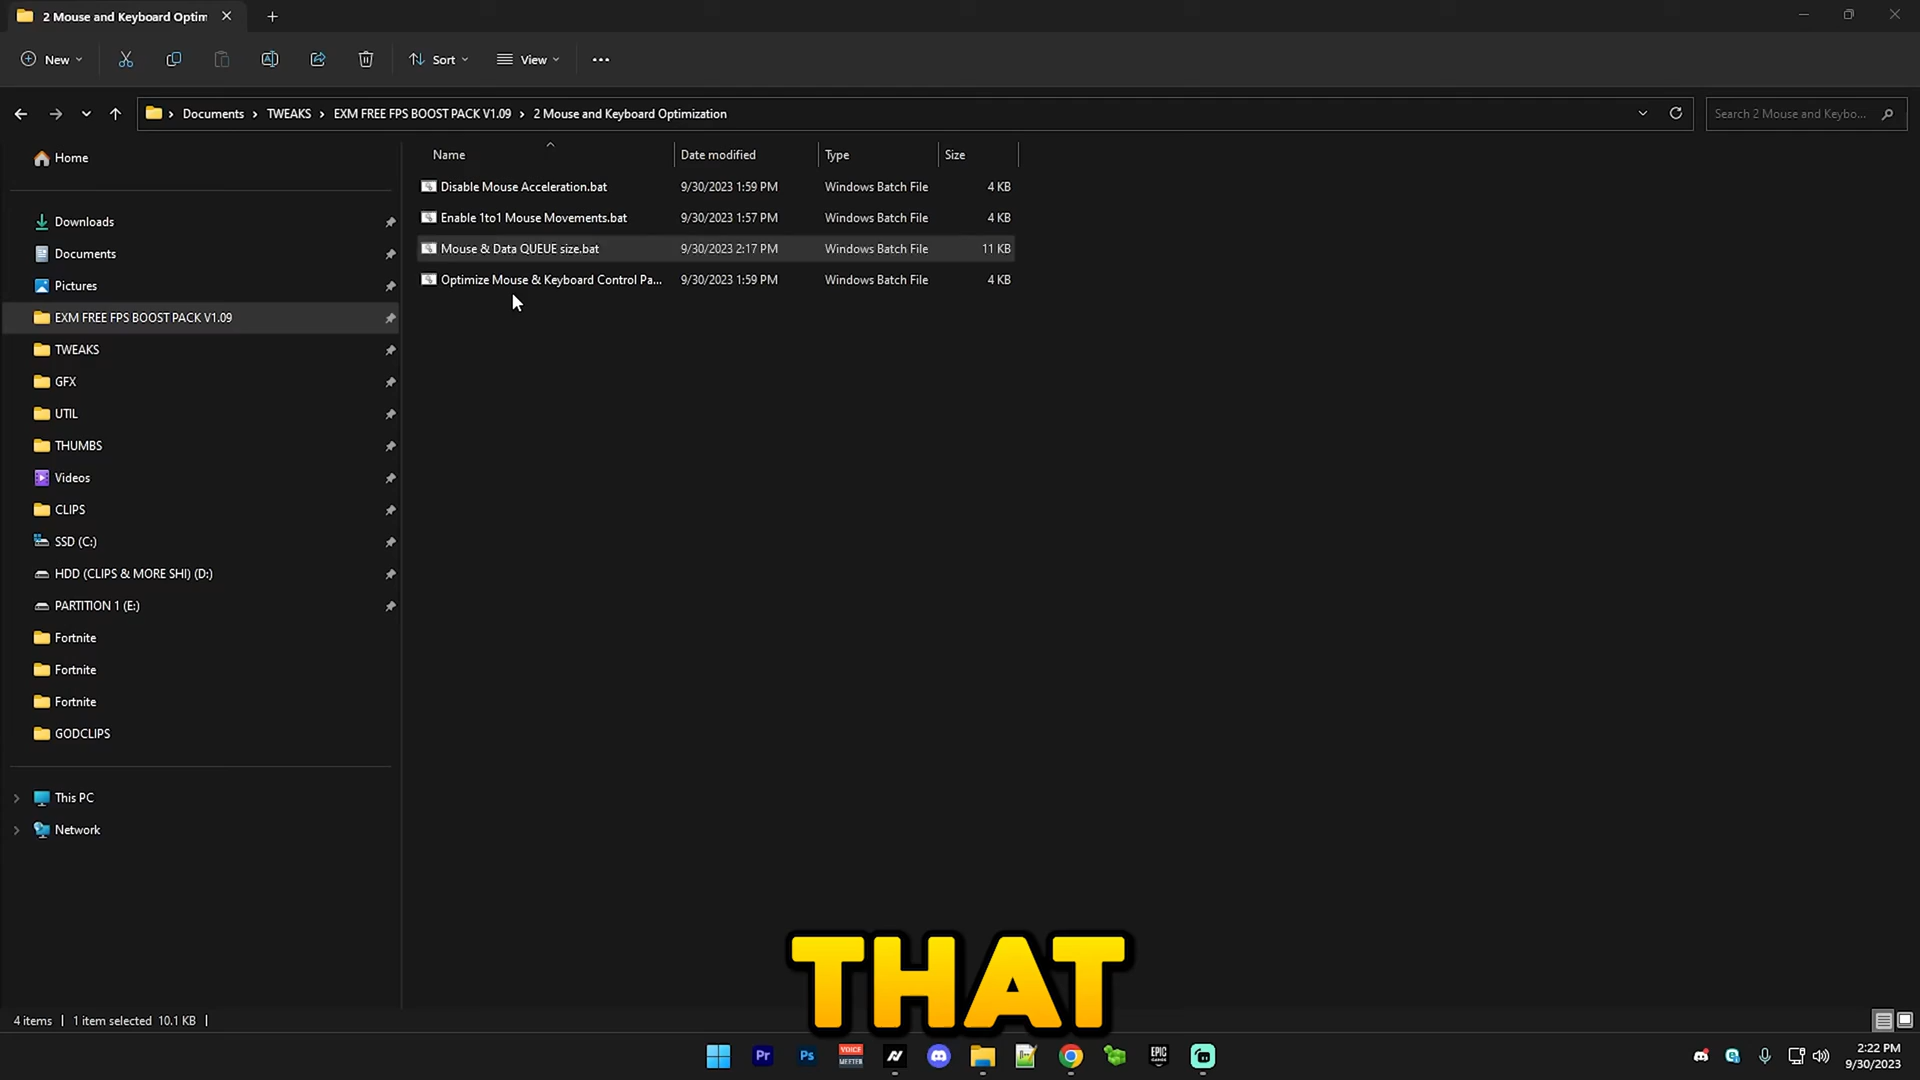 2 Mouse and Keyboard Optim
New
Sort
View
Documents > TWEAKS > EXM FREE FPS BOOST PACK V1.09 > 2 Mouse and Keyboard Optimization
Search 2 Mouse and Keybo...
Name Date modified Type Size
Disable Mouse Acceleration.bat 9/30/2023 1:59 PM Windows Batch File 4 KB
Enable 1to1 Mouse Movements.bat 9/30/2023 1:57 PM Windows Batch File 4 KB
Mouse & Data QUEUE size.bat 9/30/2023 2:17 PM Windows Batch File 11 KB
Optimize Mouse & Keyboard Control Pa... 9/30/2023 1:59 PM Windows Batch File 4 KB
Home
Downloads
Documents
Pictures
EXM FREE FPS BOOST PACK V1.09
TWEAKS
GFX
UTIL
THUMBS
Videos
CLIPS
SSD (C:)
HDD (CLIPS & MORE SHI) (D:)
PARTITION 1 (E:)
Fortnite
Fortnite
Fortnite
GODCLIPS
This PC
Network
THAT
4 items | 1 item selected 10.1 KB |
Pr
Ps
VOICE
MEETER
EPIC
GAMES
2:22 PM
9/30/2023